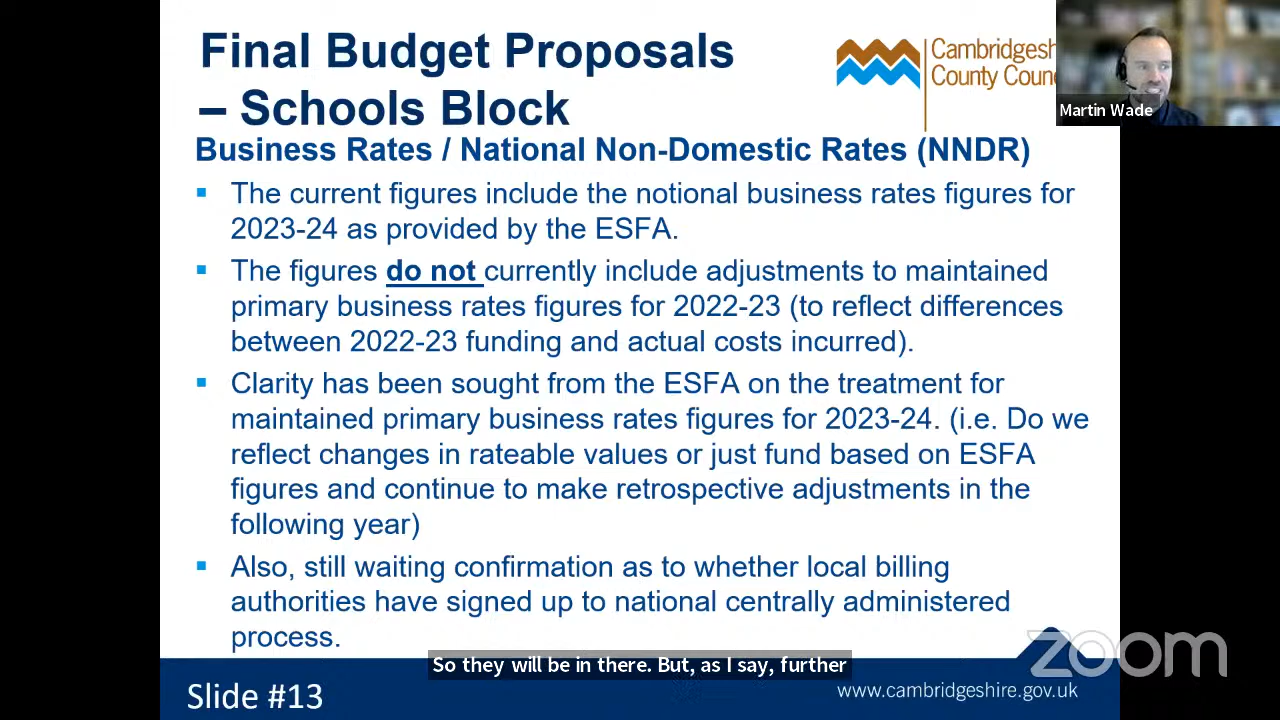 Final Budget Proposals
– Schools Block
Cambridgesh
County Coun
Martin Wade
Business Rates / National Non-Domestic Rates (NNDR)
▪ The current figures include the notional business rates figures for
2023-24 as provided by the ESFA.
▪ The figures do not currently include adjustments to maintained
primary business rates figures for 2022-23 (to reflect differences
between 2022-23 funding and actual costs incurred).
▪ Clarity has been sought from the ESFA on the treatment for
maintained primary business rates figures for 2023-24. (i.e. Do we
reflect changes in rateable values or just fund based on ESFA
figures and continue to make retrospective adjustments in the
following year)
▪ Also, still waiting confirmation as to whether local billing
authorities have signed up to national centrally administered
process.
So they will be in there. But, as I say, further
zoom
Slide #13
www.cambridgeshire.gov.uk